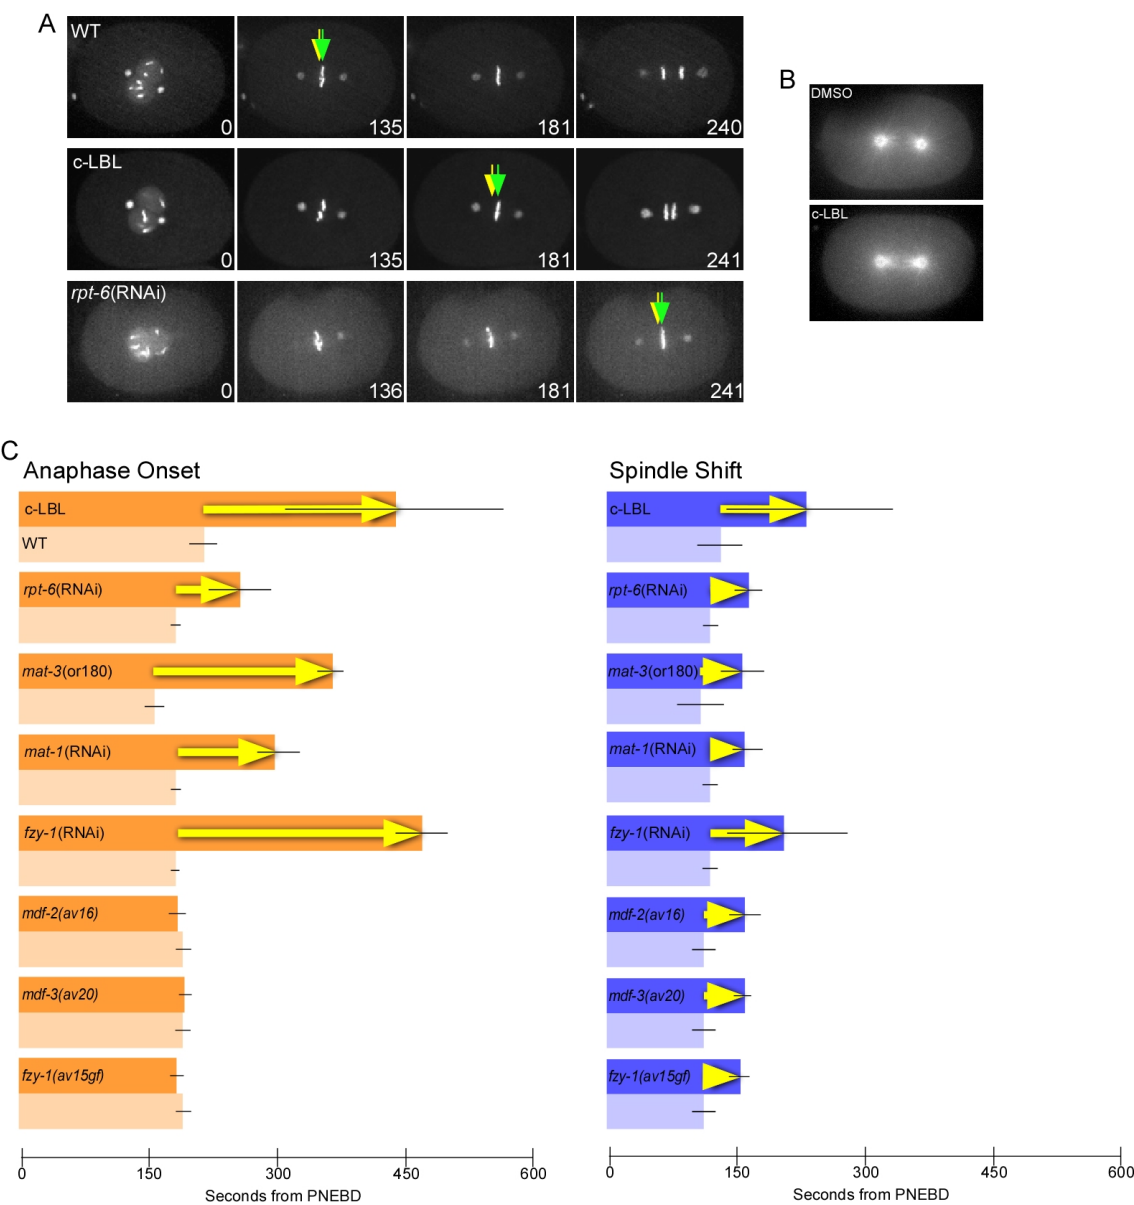 A
WT
0
135
181
240
c-LBL
0
135
181
241
rpt-6(RNAi)
0
136
181
241
B
DMSO
c-LBL
C
Anaphase Onset
c-LBL
WT
rpt-6(RNAi)
mat-3(or180)
mat-1(RNAi)
fzy-1(RNAi)
mdf-2(av16)
mdf-3(av20)
fzy-1(av15gf)
0 150 300 450 600
Seconds from PNEBD
Spindle Shift
c-LBL
rpt-6(RNAi)
mat-3(or180)
mat-1(RNAi)
fzy-1(RNAi)
mdf-2(av16)
mdf-3(av20)
fzy-1(av15gf)
0 150 300 450 600
Seconds from PNEBD